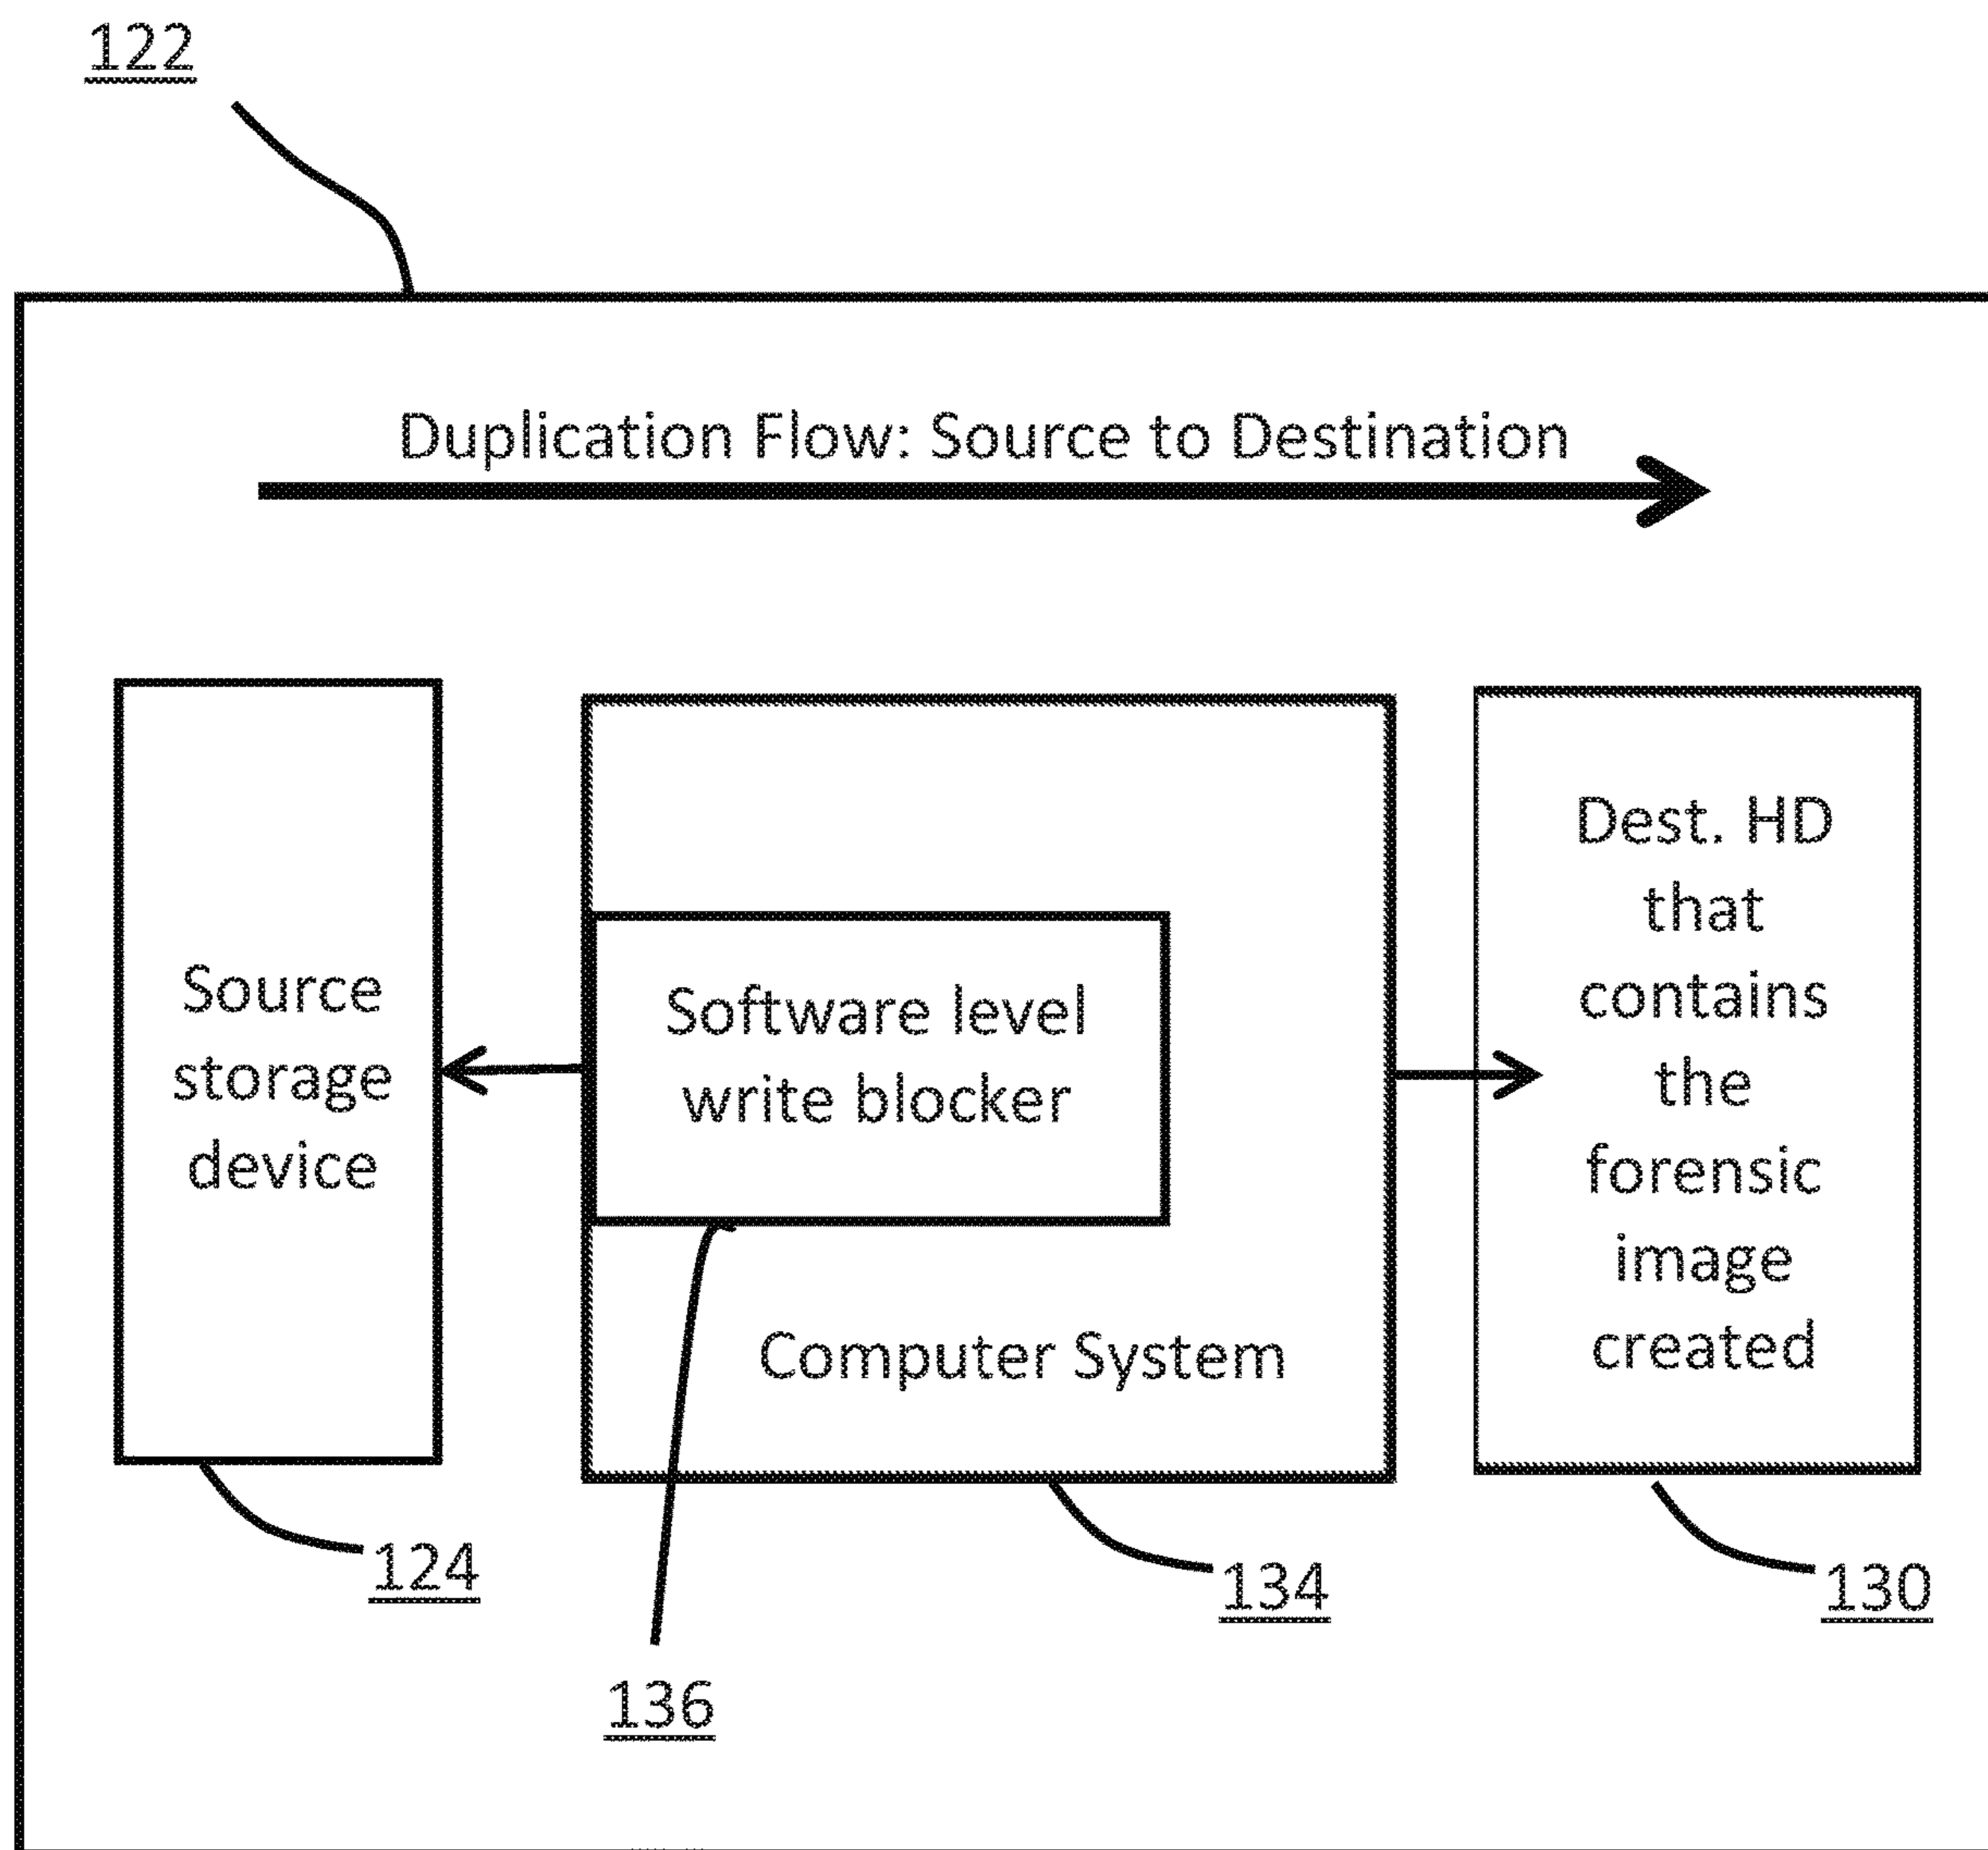 122
Duplication Flow: Source to Destination
Source
storage
device
Software level
write blocker
Computer System
Dest. HD
that
contains
the
forensic
image
created
124
134
130
136